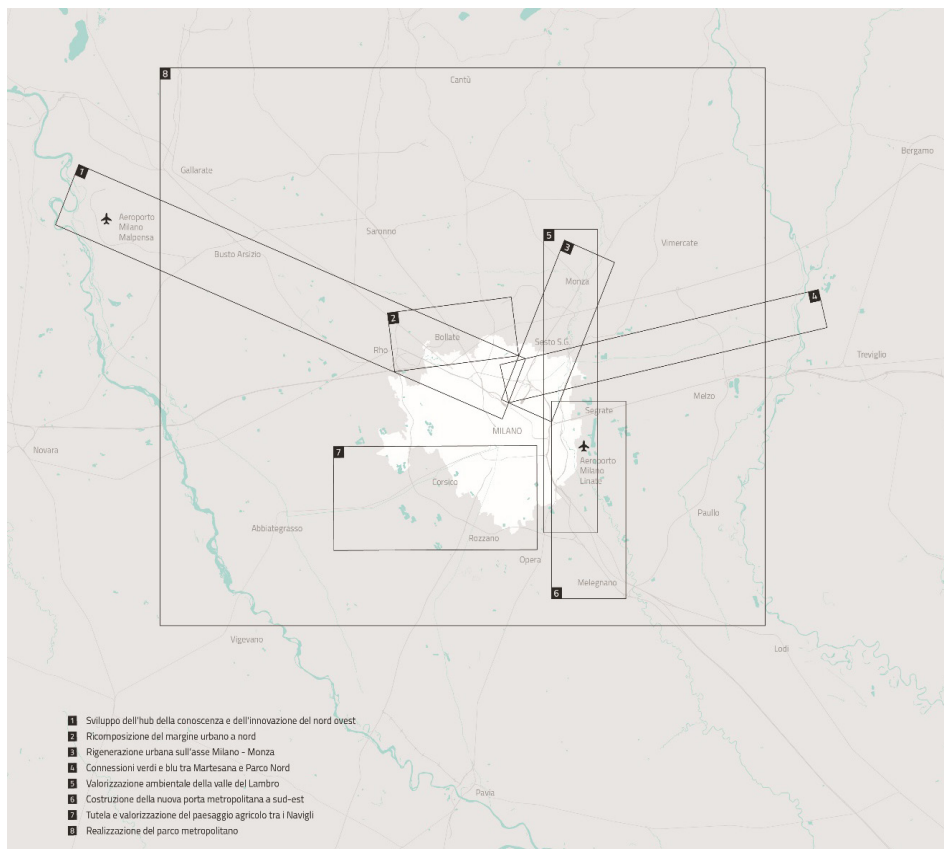 8
Cantù
Bergamo
1
Gallarate
Aeroporto
Milano
Malpensa
Saronno
5
3
Vimercate
Busto Arsizio
Monza
4
2
Bollate
Sesto S.G.
Rho
Treviglio
Melzo
Segrate
MILANO
7
Novara
Aeroporto
Milano
Linate
Corsico
Paullo
Abbiategrasso
Rozzano
Opera
Melegnano
6
Vigevano
Lodi
1 Sviluppo dell'hub della conoscenza e dell'innovazione del nord ovest
2 Ricomposizione del margine urbano a nord
3 Rigenerazione urbana sull'asse Milano - Monza
4 Connessioni verdi e blu tra Martesana e Parco Nord
5 Valorizzazione ambientale della valle del Lambro
6 Costruzione della nuova porta metropolitana a sud-est
7 Tutela e valorizzazione del paesaggio agricolo tra i Navigli
8 Realizzazione del parco metropolitano
Pavia